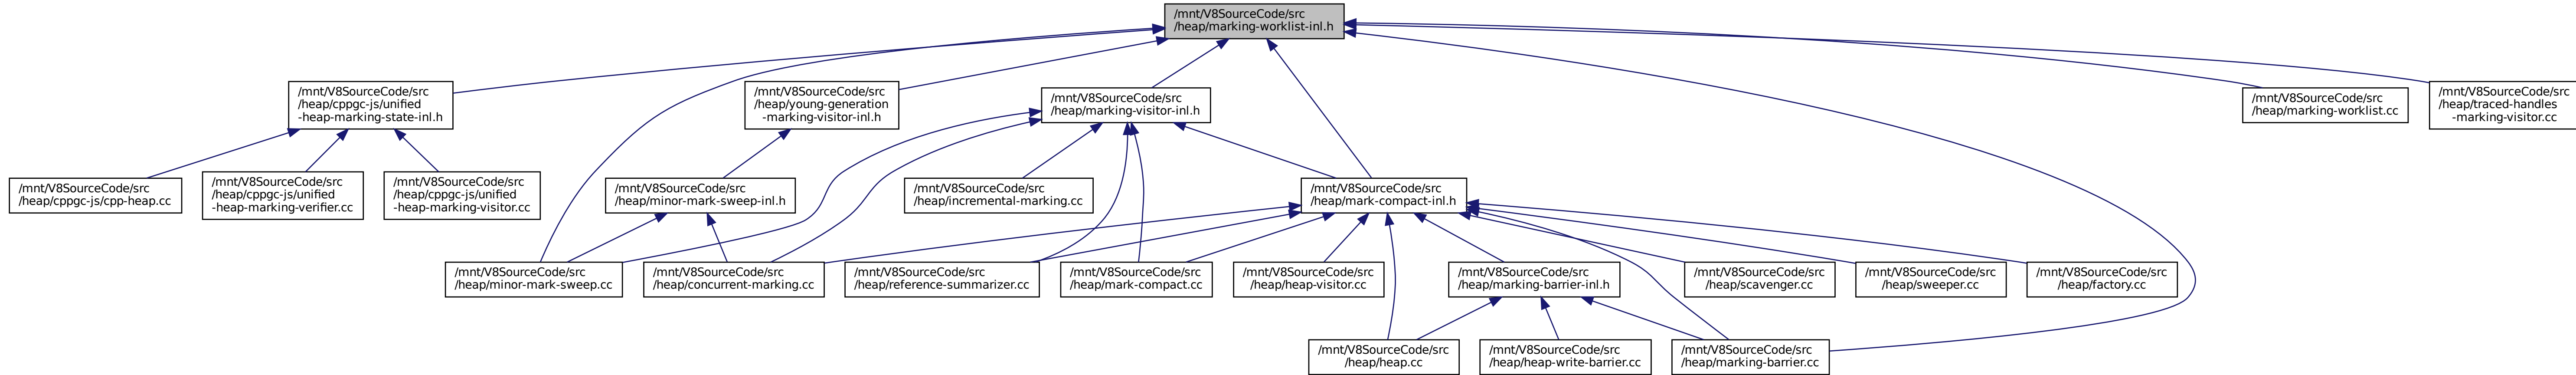 /mnt/V8SourceCode/src
/heap/marking-worklist-inl.h
/mnt/V8SourceCode/src
/heap/cppgc-js/unified
-heap-marking-state-inl.h
/mnt/V8SourceCode/src
/heap/young-generation
-marking-visitor-inl.h
/mnt/V8SourceCode/src
/heap/marking-visitor-inl.h
/mnt/V8SourceCode/src
/heap/marking-worklist.cc
/mnt/V8SourceCode/src
/heap/traced-handles
-marking-visitor.cc
/mnt/V8SourceCode/src
/heap/cppgc-js/cpp-heap.cc
/mnt/V8SourceCode/src
/heap/cppgc-js/unified
-heap-marking-verifier.cc
/mnt/V8SourceCode/src
/heap/cppgc-js/unified
-heap-marking-visitor.cc
/mnt/V8SourceCode/src
/heap/minor-mark-sweep-inl.h
/mnt/V8SourceCode/src
/heap/incremental-marking.cc
/mnt/V8SourceCode/src
/heap/mark-compact-inl.h
/mnt/V8SourceCode/src
/heap/minor-mark-sweep.cc
/mnt/V8SourceCode/src
/heap/concurrent-marking.cc
/mnt/V8SourceCode/src
/heap/reference-summarizer.cc
/mnt/V8SourceCode/src
/heap/mark-compact.cc
/mnt/V8SourceCode/src
/heap/heap-visitor.cc
/mnt/V8SourceCode/src
/heap/marking-barrier-inl.h
/mnt/V8SourceCode/src
/heap/scavenger.cc
/mnt/V8SourceCode/src
/heap/sweeper.cc
/mnt/V8SourceCode/src
/heap/factory.cc
/mnt/V8SourceCode/src
/heap/heap.cc
/mnt/V8SourceCode/src
/heap/heap-write-barrier.cc
/mnt/V8SourceCode/src
/heap/marking-barrier.cc